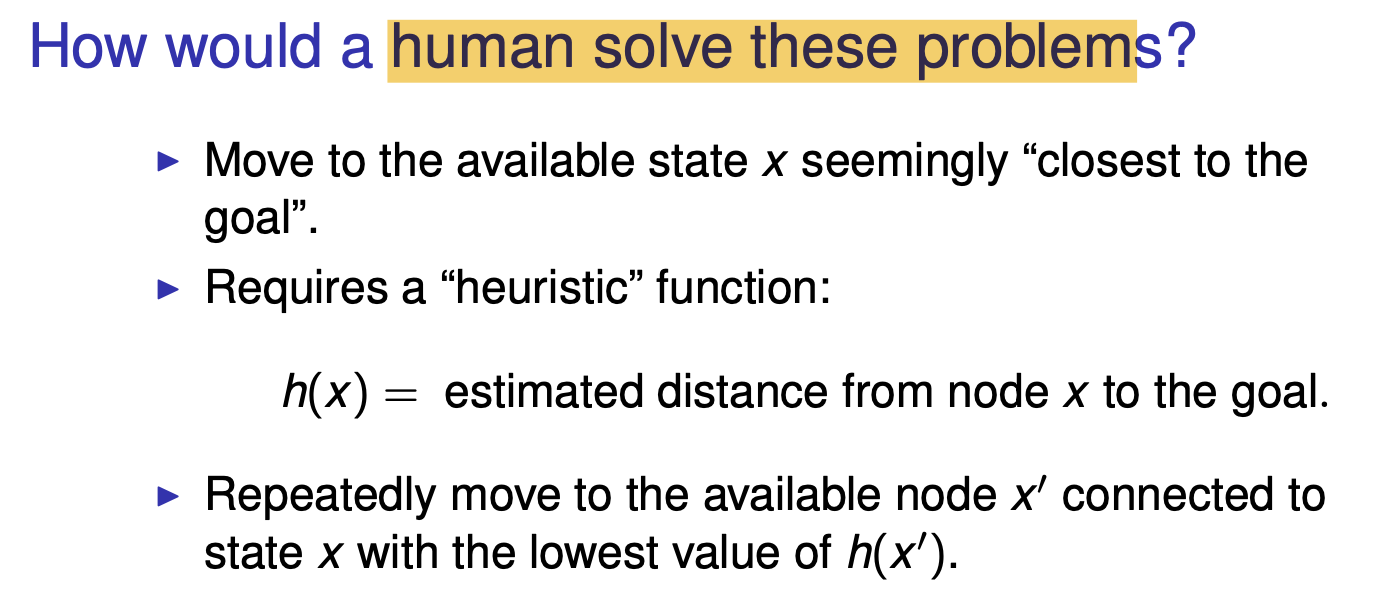 How would a human solve these problems?
▶ Move to the available state x seemingly “closest to the
goal”.
▶ Requires a “heuristic” function:
h(x) = estimated distance from node x to the goal.
▶ Repeatedly move to the available node x′ connected to
state x with the lowest value of h(x′).